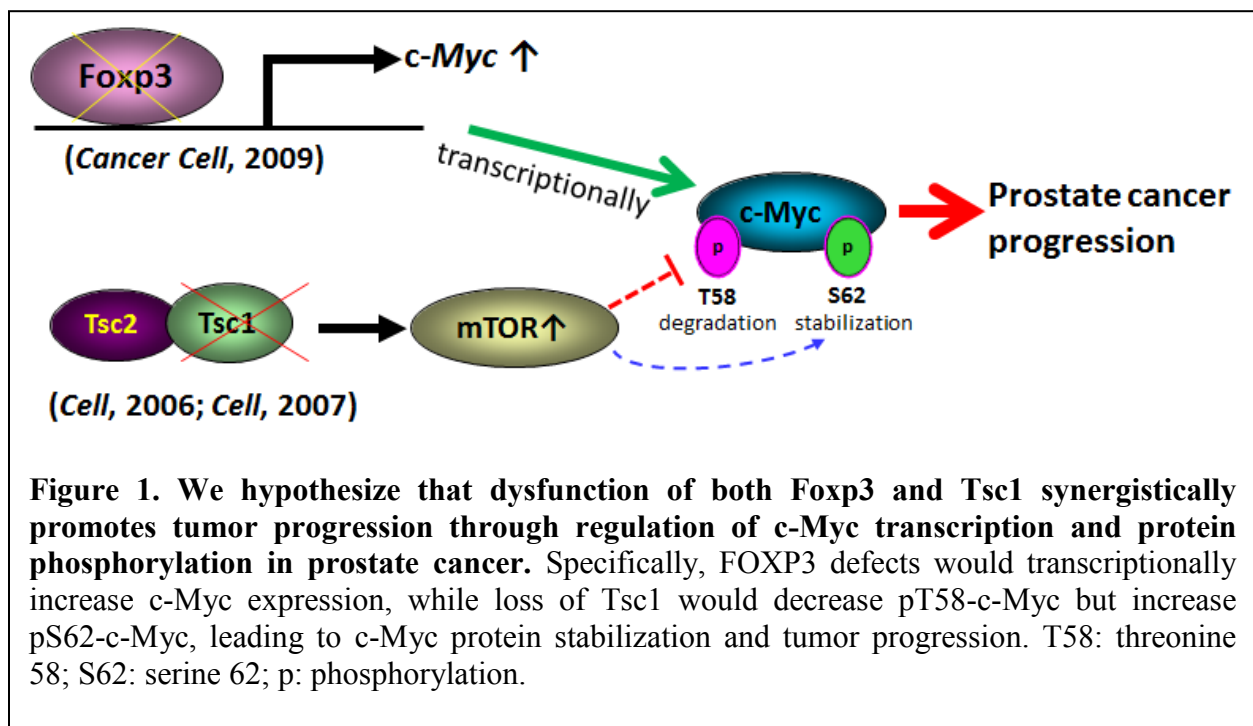 Foxp3
c-Myc ↑
(Cancer Cell, 2009)
transcriptionally
c-Myc
p
p
T58
degradation
S62
stabilization
Prostate cancer
progression
Tsc2
Tsc1
mTOR↑
(Cell, 2006; Cell, 2007)
Figure 1. We hypothesize that dysfunction of both Foxp3 and Tsc1 synergistically
promotes tumor progression through regulation of c-Myc transcription and protein
phosphorylation in prostate cancer. Specifically, FOXP3 defects would transcriptionally
increase c-Myc expression, while loss of Tsc1 would decrease pT58-c-Myc but increase
pS62-c-Myc, leading to c-Myc protein stabilization and tumor progression. T58: threonine
58; S62: serine 62; p: phosphorylation.